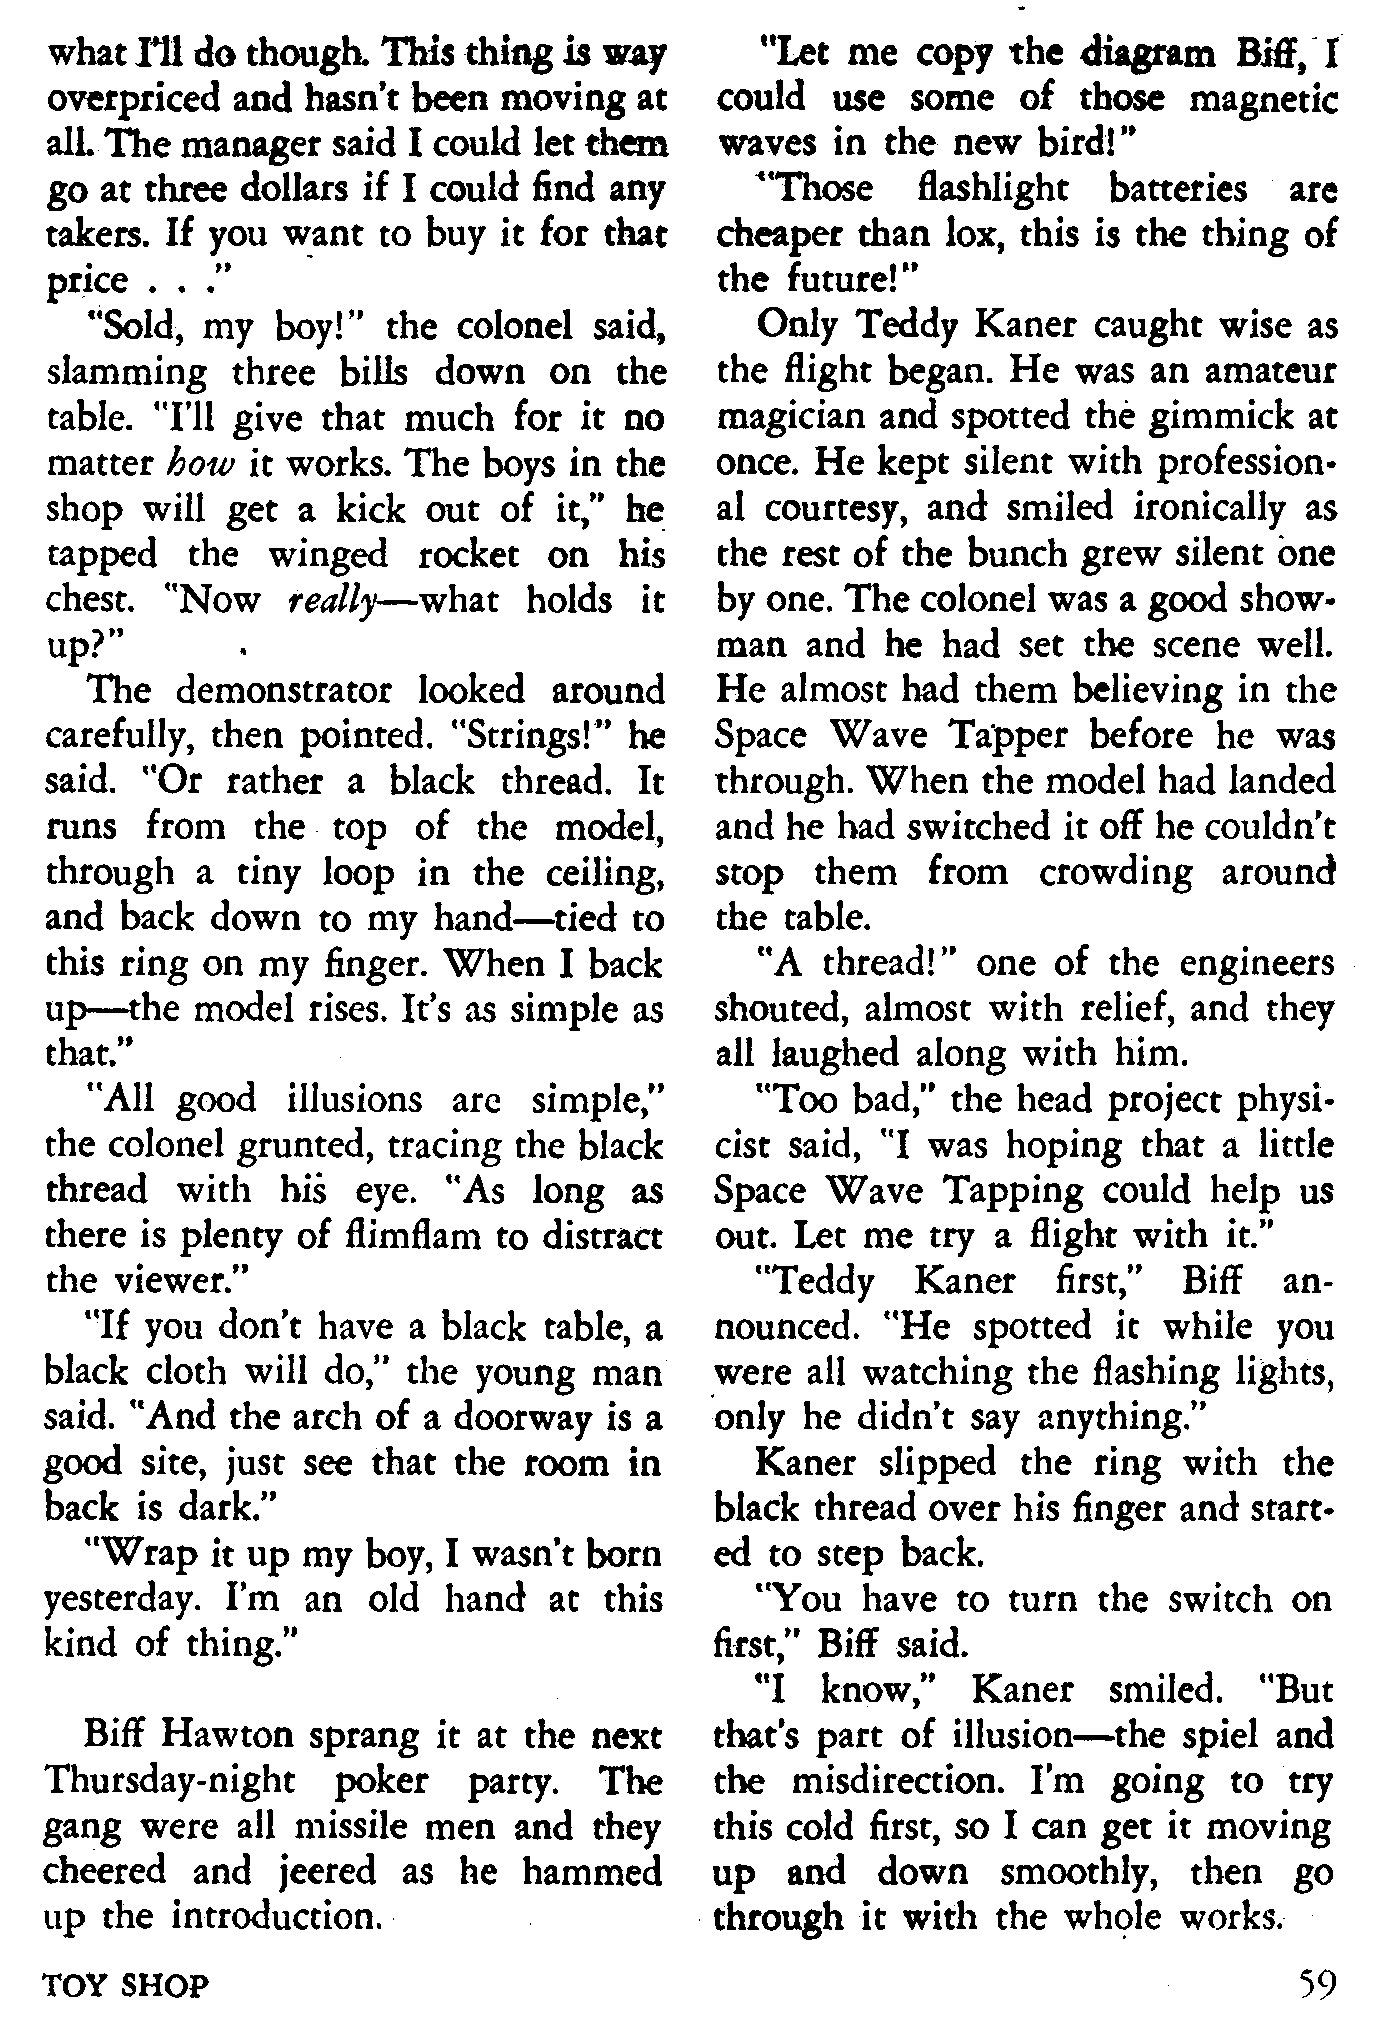 what I'll do though. This thing is way
overpriced and hasn't been moving at
all. The manager said I could let them
go at three dollars if I could find any
takers. If you want to buy it for that
price . . ."
"Sold, my boy!" the colonel said,
slamming three bills down on the
table. "I'll give that much for it no
matter how it works. The boys in the
shop will get a kick out of it," he
tapped the winged rocket on his
chest. "Now really—what holds it
up?"
The demonstrator looked around
carefully, then pointed. "Strings!" he
said. "Or rather a black thread. It
runs from the top of the model,
through a tiny loop in the ceiling,
and back down to my hand—tied to
this ring on my finger. When I back
up—the model rises. It's as simple as
that."
"All good illusions are simple,"
the colonel grunted, tracing the black
thread with his eye. "As long as
there is plenty of flimflam to distract
the viewer."
"If you don't have a black table, a
black cloth will do," the young man
said. "And the arch of a doorway is a
good site, just see that the room in
back is dark."
"Wrap it up my boy, I wasn't born
yesterday. I'm an old hand at this
kind of thing."
Biff Hawton sprang it at the next
Thursday-night poker party. The
gang were all missile men and they
cheered and jeered as he hammed
up the introduction.
"Let me copy the diagram Biff, I
could use some of those magnetic
waves in the new bird!"
"Those flashlight batteries are
cheaper than lox, this is the thing of
the future!"
Only Teddy Kaner caught wise as
the flight began. He was an amateur
magician and spotted the gimmick at
once. He kept silent with profession-
al courtesy, and smiled ironically as
the rest of the bunch grew silent one
by one. The colonel was a good show-
man and he had set the scene well.
He almost had them believing in the
Space Wave Tapper before he was
through. When the model had landed
and he had switched it off he couldn't
stop them from crowding around
the table.
"A thread!" one of the engineers
shouted, almost with relief, and they
all laughed along with him.
"Too bad," the head project physi-
cist said, "I was hoping that a little
Space Wave Tapping could help us
out. Let me try a flight with it."
"Teddy Kaner first," Biff an-
nounced. "He spotted it while you
were all watching the flashing lights,
only he didn't say anything."
Kaner slipped the ring with the
black thread over his finger and start-
ed to step back.
"You have to turn the switch on
first," Biff said.
"I know," Kaner smiled. "But
that's part of illusion—the spiel and
the misdirection. I'm going to try
this cold first, so I can get it moving
up and down smoothly, then go
through it with the whole works.
TOY SHOP
59